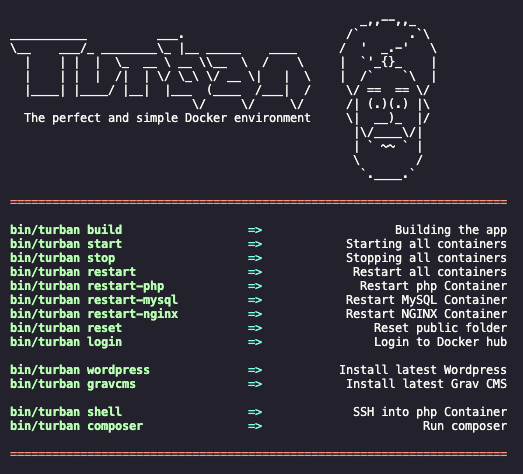 Turban
The perfect and simple Docker environment
bin/turban build => Building the app
bin/turban start => Starting all containers
bin/turban stop => Stopping all containers
bin/turban restart => Restart all containers
bin/turban restart-php => Restart php Container
bin/turban restart-mysql => Restart MySQL Container
bin/turban restart-nginx => Restart NGINX Container
bin/turban reset => Reset public folder
bin/turban login => Login to Docker hub
bin/turban wordpress => Install latest Wordpress
bin/turban gravcms => Install latest Grav CMS
bin/turban shell => SSH into php Container
bin/turban composer => Run composer